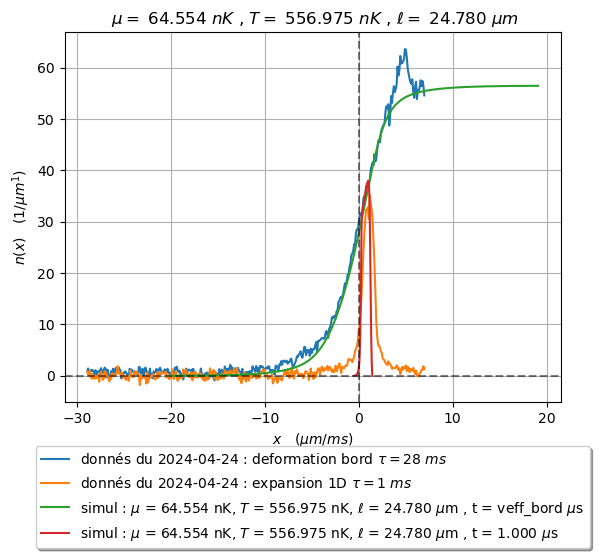 μ = 64.554 nK , T = 556.975 nK , ℓ = 24.780 μm
n(x) (1/μm¹)
60
50
40
30
20
10
0
−30 −20 −10 0 10 20
x (μm/ms)
donnés du 2024-04-24 : deformation bord τ = 28 ms
donnés du 2024-04-24 : expansion 1D τ = 1 ms
simul : μ = 64.554 nK, T = 556.975 nK, ℓ = 24.780 μm , t = veff_bord μs
simul : μ = 64.554 nK, T = 556.975 nK, ℓ = 24.780 μm , t = 1.000 μs